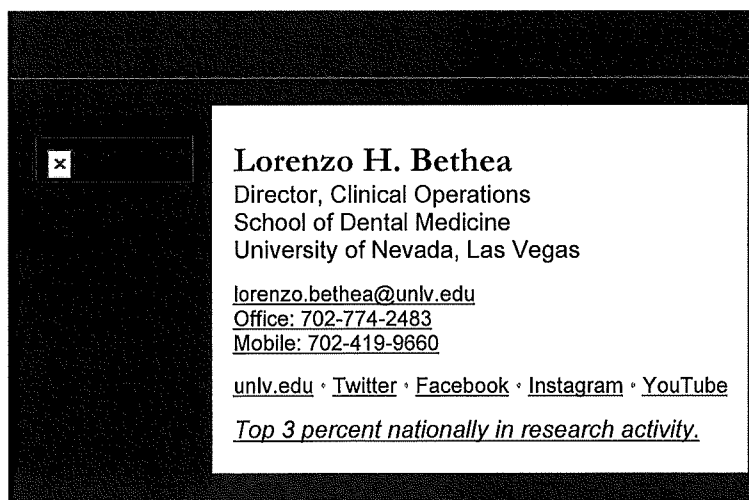 Lorenzo H. Bethea
Director, Clinical Operations
School of Dental Medicine
University of Nevada, Las Vegas
lorenzo.bethea@unlv.edu
Office: 702-774-2483
Mobile: 702-419-9660
unlv.edu • Twitter • Facebook • Instagram • YouTube
Top 3 percent nationally in research activity.